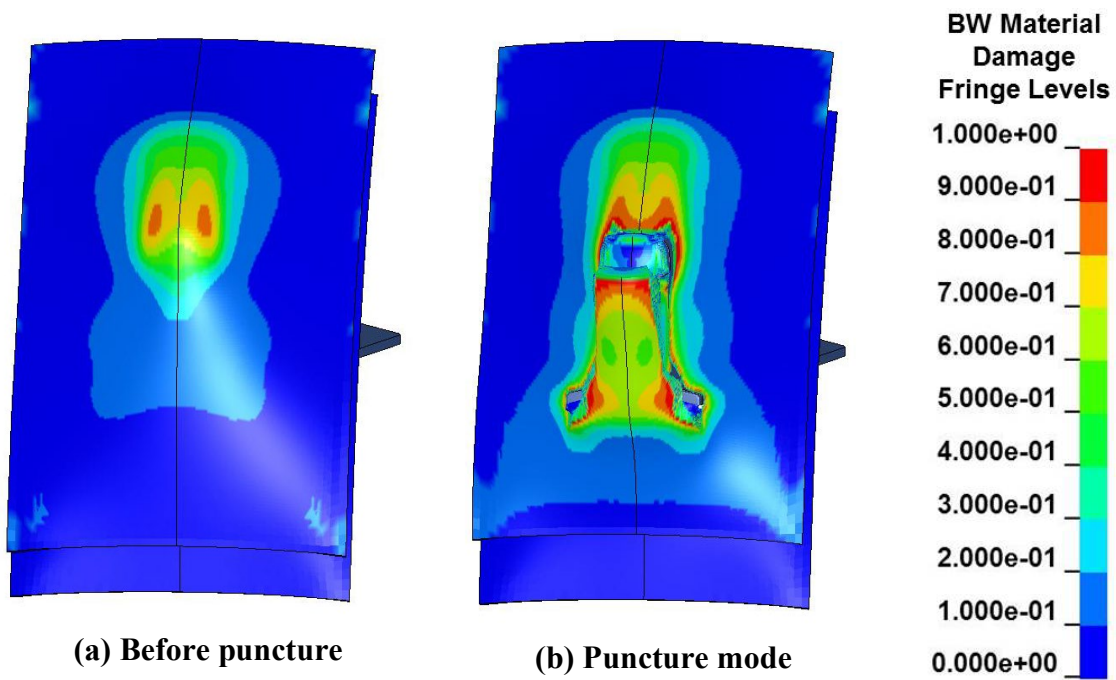 BW Material
Damage
Fringe Levels
1.000e+00
9.000e-01
8.000e-01
7.000e-01
6.000e-01
5.000e-01
4.000e-01
3.000e-01
2.000e-01
1.000e-01
0.000e+00
(a) Before puncture
(b) Puncture mode